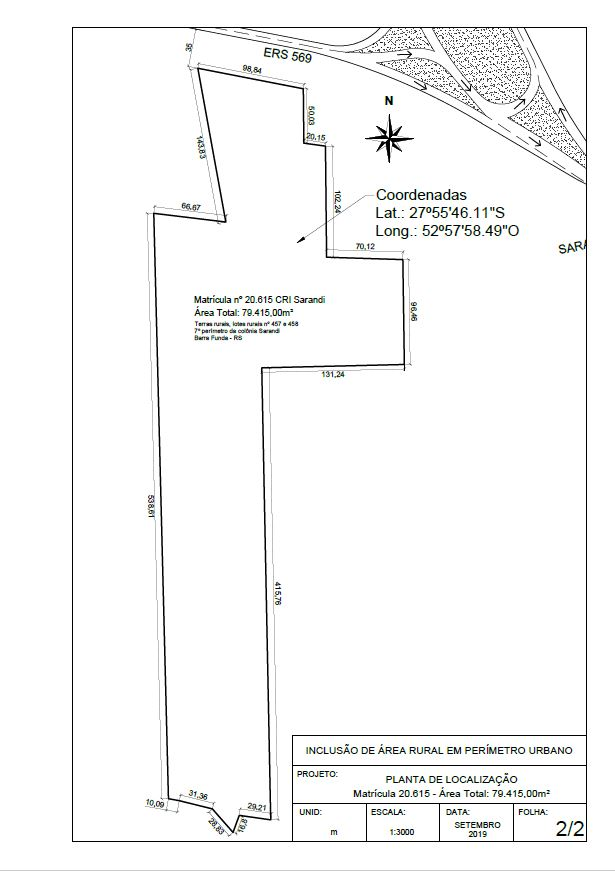 35
ERS 569
98,84
50,03
20,15
N
143,83
102,24
Coordenadas
Lat.: 27º55'46.11"S
Long.: 52º57'58.49"O
66,67
70,12
SARA
Matrícula nº 20.615 CRI Sarandi
Área Total: 79.415,00m²
Terras rurais, lotes rurais nº 457 e 458
7º perímetro da colônia Sarandi
Barra Funda - RS
96,46
131,24
538,61
415,76
INCLUSÃO DE ÁREA RURAL EM PERÍMETRO URBANO
PROJETO:
PLANTA DE LOCALIZAÇÃO
Matrícula 20.615 - Área Total: 79.415,00m²
10,09
31,36
28,83
16,8
29,21
UNID:
m
ESCALA:
1:3000
DATA:
SETEMBRO
2019
FOLHA:
2/2